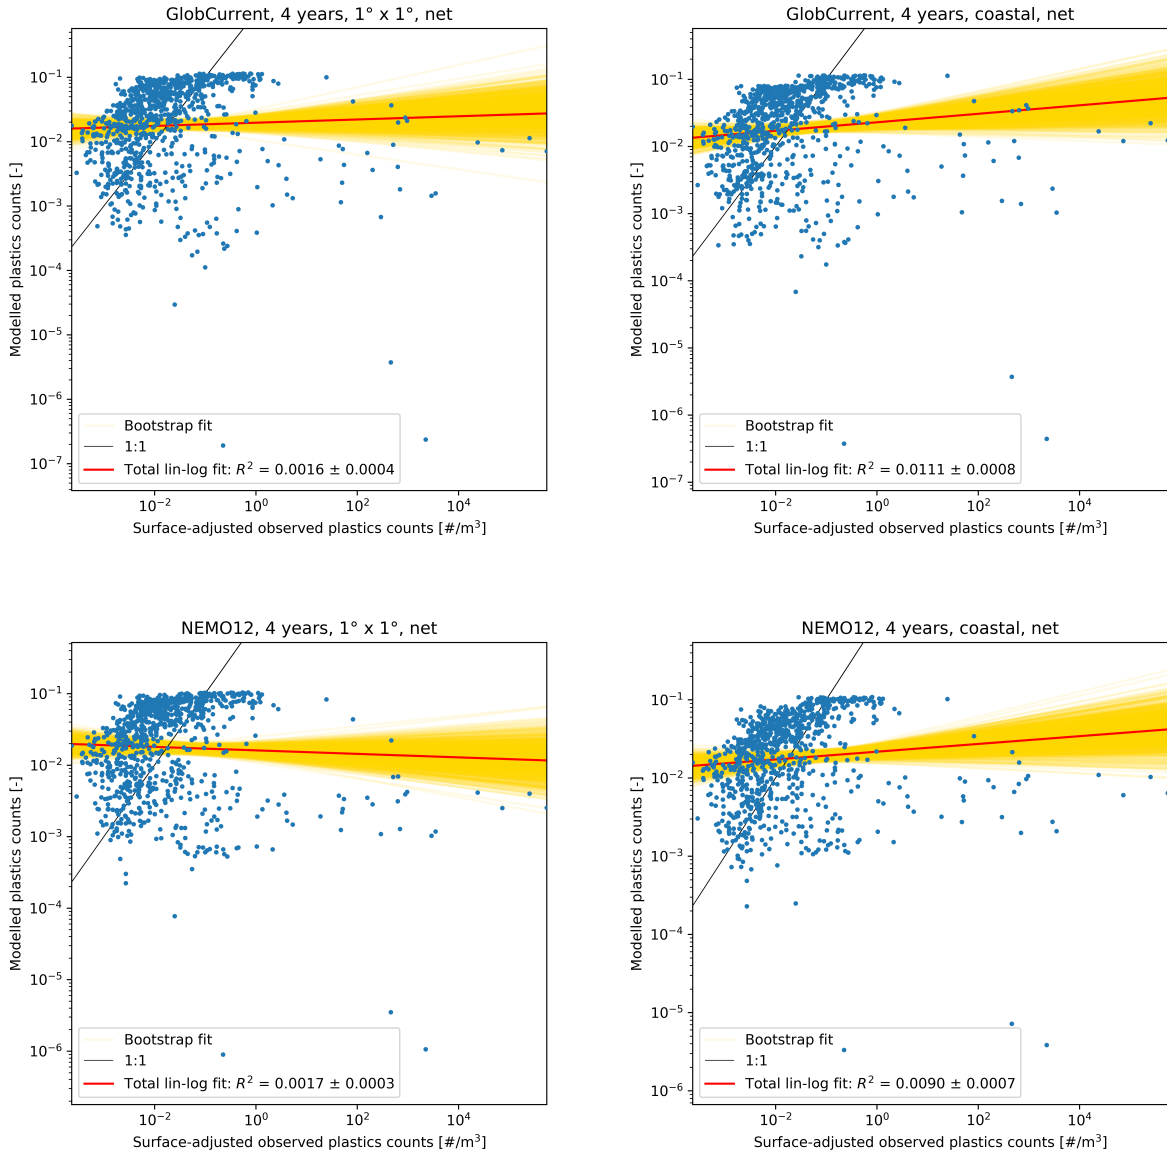 GlobCurrent, 4 years, 1° x 1°, net
Modelled plastics counts [-]
10⁻¹
10⁻²
10⁻³
10⁻⁴
10⁻⁵
10⁻⁶
10⁻⁷
Bootstrap fit
1:1
Total lin-log fit: R² = 0.0016 ± 0.0004
10⁻² 10⁰ 10² 10⁴
Surface-adjusted observed plastics counts [#/m³]
GlobCurrent, 4 years, coastal, net
Modelled plastics counts [-]
10⁻¹
10⁻²
10⁻³
10⁻⁴
10⁻⁵
10⁻⁶
10⁻⁷
Bootstrap fit
1:1
Total lin-log fit: R² = 0.0111 ± 0.0008
10⁻² 10⁰ 10² 10⁴
Surface-adjusted observed plastics counts [#/m³]
NEMO12, 4 years, 1° x 1°, net
Modelled plastics counts [-]
10⁻¹
10⁻²
10⁻³
10⁻⁴
10⁻⁵
10⁻⁶
Bootstrap fit
1:1
Total lin-log fit: R² = 0.0017 ± 0.0003
10⁻² 10⁰ 10² 10⁴
Surface-adjusted observed plastics counts [#/m³]
NEMO12, 4 years, coastal, net
Modelled plastics counts [-]
10⁻¹
10⁻²
10⁻³
10⁻⁴
10⁻⁵
10⁻⁶
Bootstrap fit
1:1
Total lin-log fit: R² = 0.0090 ± 0.0007
10⁻² 10⁰ 10² 10⁴
Surface-adjusted observed plastics counts [#/m³]